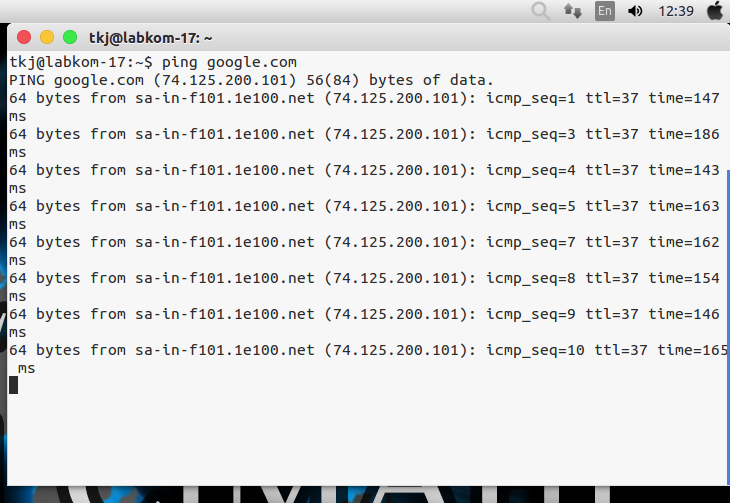 En 12:39
tkj@labkom-17: ~
tkj@labkom-17:~$ ping google.com
PING google.com (74.125.200.101) 56(84) bytes of data.
64 bytes from sa-in-f101.1e100.net (74.125.200.101): icmp_seq=1 ttl=37 time=147
ms
64 bytes from sa-in-f101.1e100.net (74.125.200.101): icmp_seq=3 ttl=37 time=186
ms
64 bytes from sa-in-f101.1e100.net (74.125.200.101): icmp_seq=4 ttl=37 time=143
ms
64 bytes from sa-in-f101.1e100.net (74.125.200.101): icmp_seq=5 ttl=37 time=163
ms
64 bytes from sa-in-f101.1e100.net (74.125.200.101): icmp_seq=7 ttl=37 time=162
ms
64 bytes from sa-in-f101.1e100.net (74.125.200.101): icmp_seq=8 ttl=37 time=154
ms
64 bytes from sa-in-f101.1e100.net (74.125.200.101): icmp_seq=9 ttl=37 time=146
ms
64 bytes from sa-in-f101.1e100.net (74.125.200.101): icmp_seq=10 ttl=37 time=165
ms